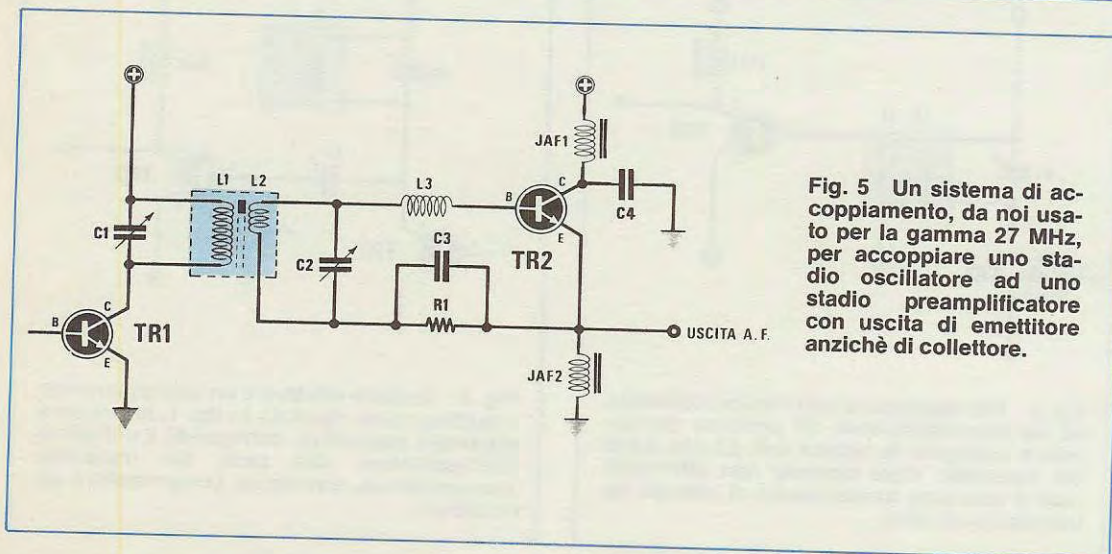 JAF1
L1 L2
L3
B
C
E
TR2
C4
C1
C2
C3
R1
B
C
E
TR1
USCITA A.F.
JAF2
Fig. 5 Un sistema di ac-
coppiamento, da noi usa-
to per la gamma 27 MHz,
per accoppiare uno sta-
dio oscillatore ad uno
stadio preamplificatore
con uscita di emettitore
anzichè di collettore.